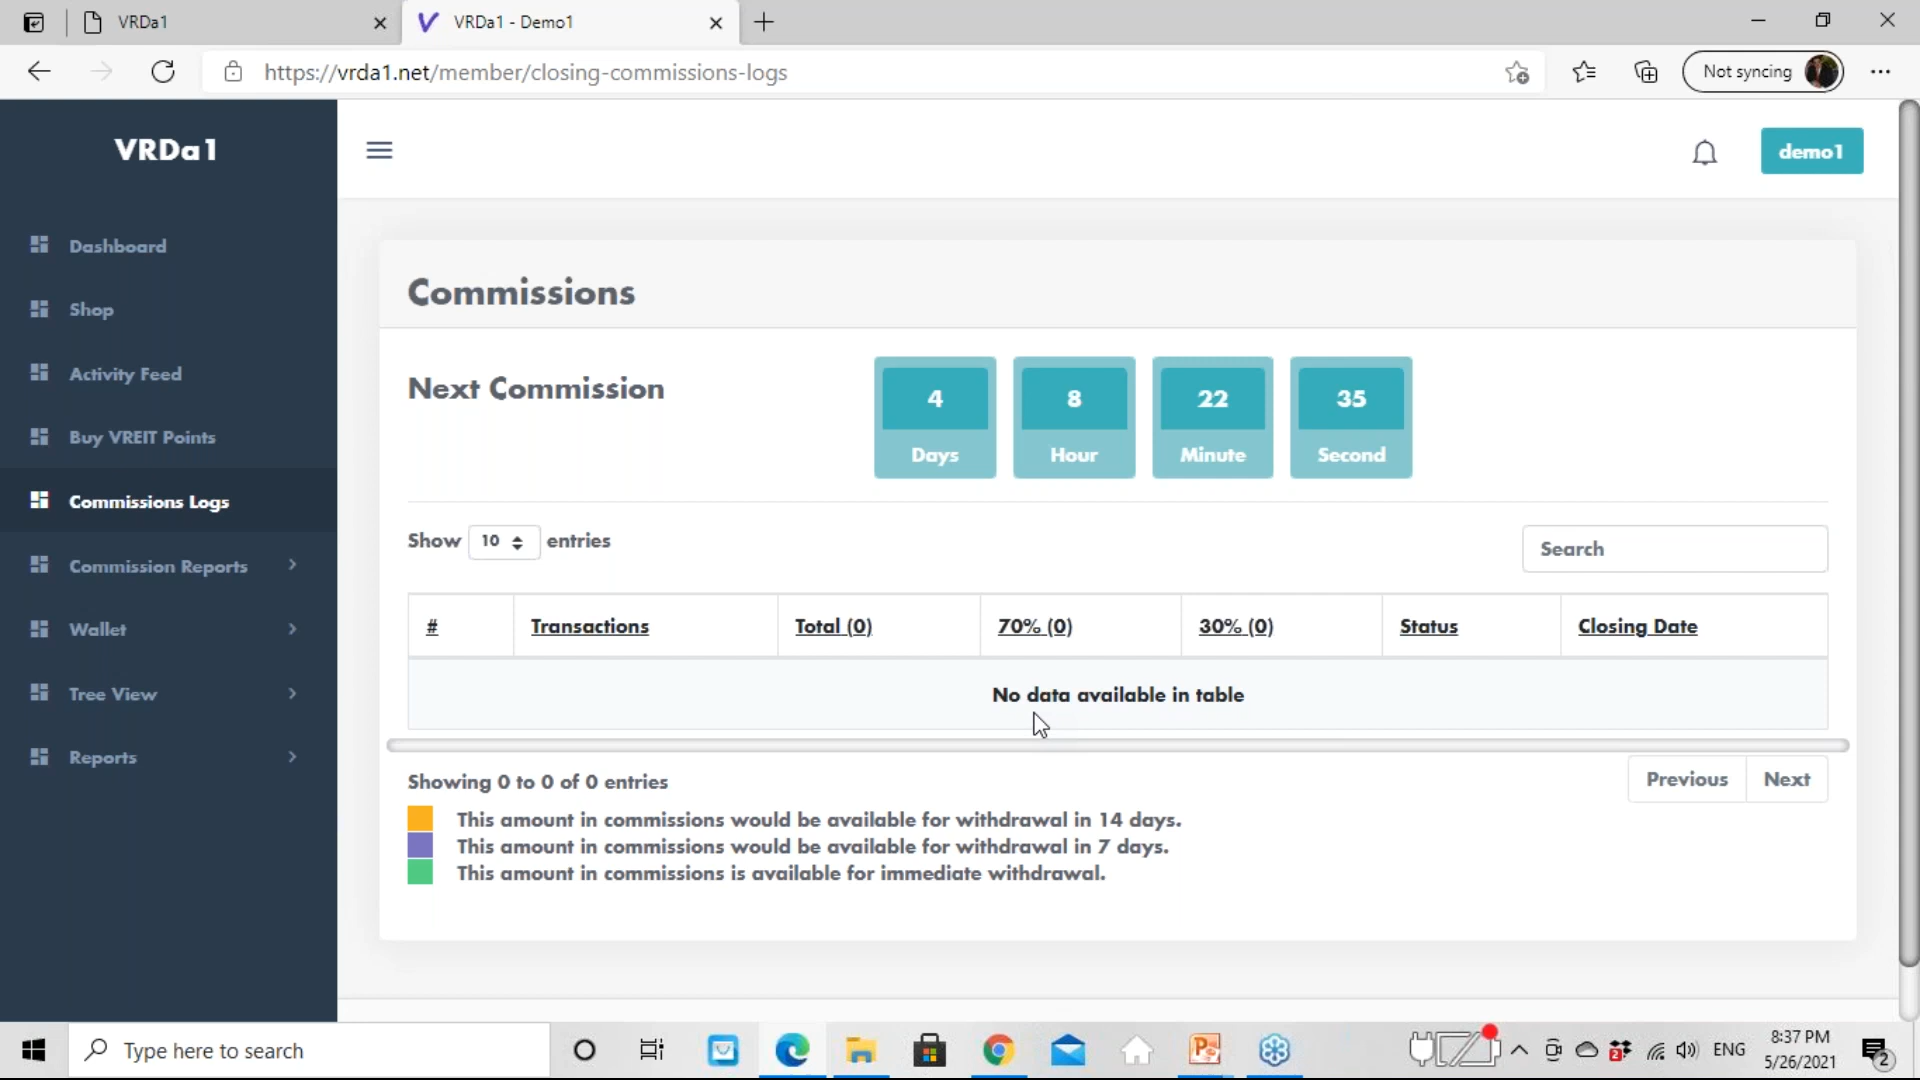 VRDa1
VRDa1 - Demo1
https://vrda1.net/member/closing-commissions-logs
Not syncing
VRDa1
demo1
Dashboard
Shop
Activity Feed
Buy VREIT Points
Commissions Logs
Commission Reports
Wallet
Tree View
Reports
Commissions
Next Commission
4 8 22 35
Days Hour Minute Second
Show 10 entries
Search
# Transactions Total (0) 70% (0) 30% (0) Status Closing Date
No data available in table
Showing 0 to 0 of 0 entries
Previous Next
This amount in commissions would be available for withdrawal in 14 days.
This amount in commissions would be available for withdrawal in 7 days.
This amount in commissions is available for immediate withdrawal.
Type here to search
2
ENG
8:37 PM
5/26/2021
2